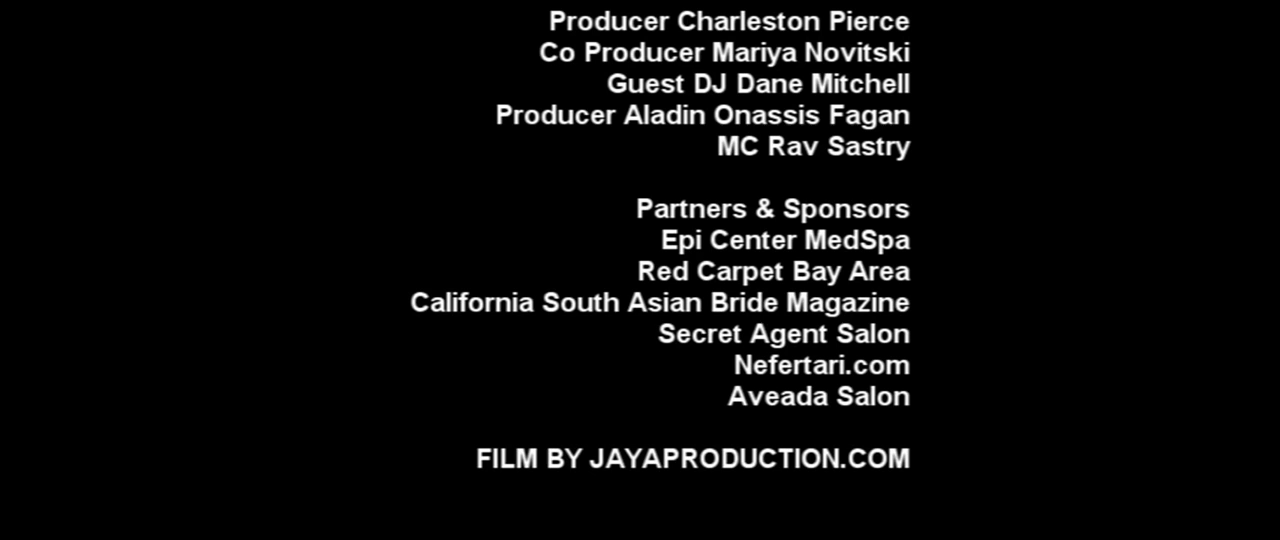 Producer Charleston Pierce
Co Producer Mariya Novitski
Guest DJ Dane Mitchell
Producer Aladin Onassis Fagan
MC Rav Sastry
Partners & Sponsors
Epi Center MedSpa
Red Carpet Bay Area
California South Asian Bride Magazine
Secret Agent Salon
Nefertari.com
Aveada Salon
FILM BY JAYAPRODUCTION.COM